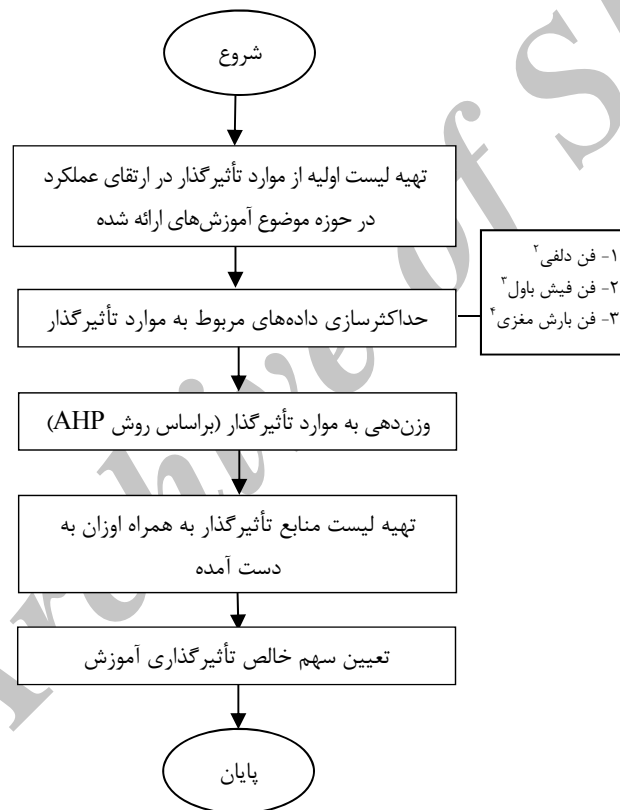 شروع
تهیه لیست اولیه از موارد تأثیرگذار در ارتقای عملکرد
در حوزه موضوع آموزش‌های ارائه شده
۱- فن دلفی۲
۲- فن فیش باول۳
۳- فن بارش مغزی۴
حداکثرسازی داده‌های مربوط به موارد تأثیرگذار
وزن‌دهی به موارد تأثیرگذار (براساس روش AHP)
تهیه لیست منابع تأثیرگذار به همراه اوزان به
دست آمده
تعیین سهم خالص تأثیرگذاری آموزش
پایان
Archive of S